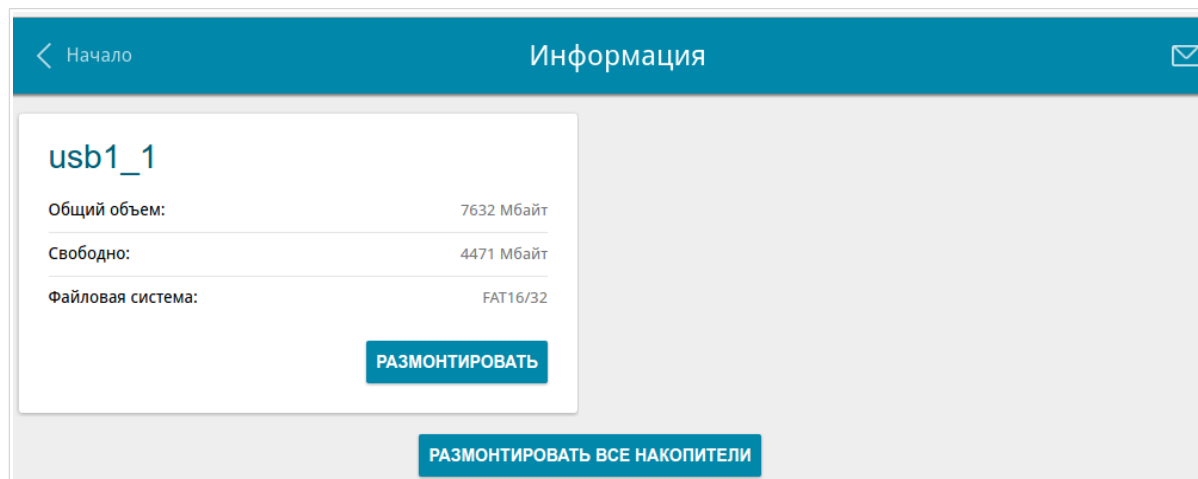 Начало
Информация
usb1_1
Общий объем: 7632 Мбайт
Свободно: 4471 Мбайт
Файловая система: FAT16/32
РАЗМОНТИРОВАТЬ
РАЗМОНТИРОВАТЬ ВСЕ НАКОПИТЕЛИ